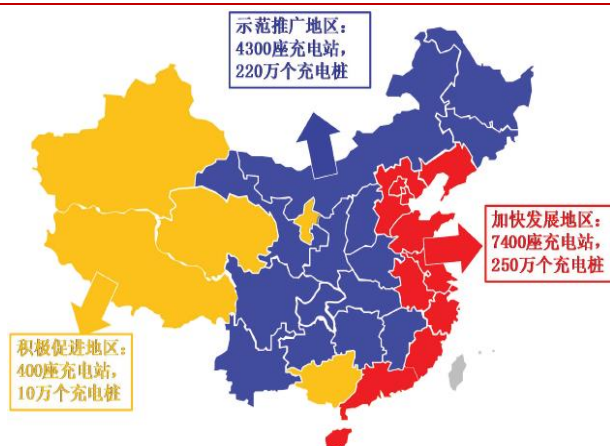 示范推广地区：
4300座充电站，
220万个充电桩
加快发展地区：
7400座充电站，
250万个充电桩
积极促进地区：
400座充电站，
10万个充电桩